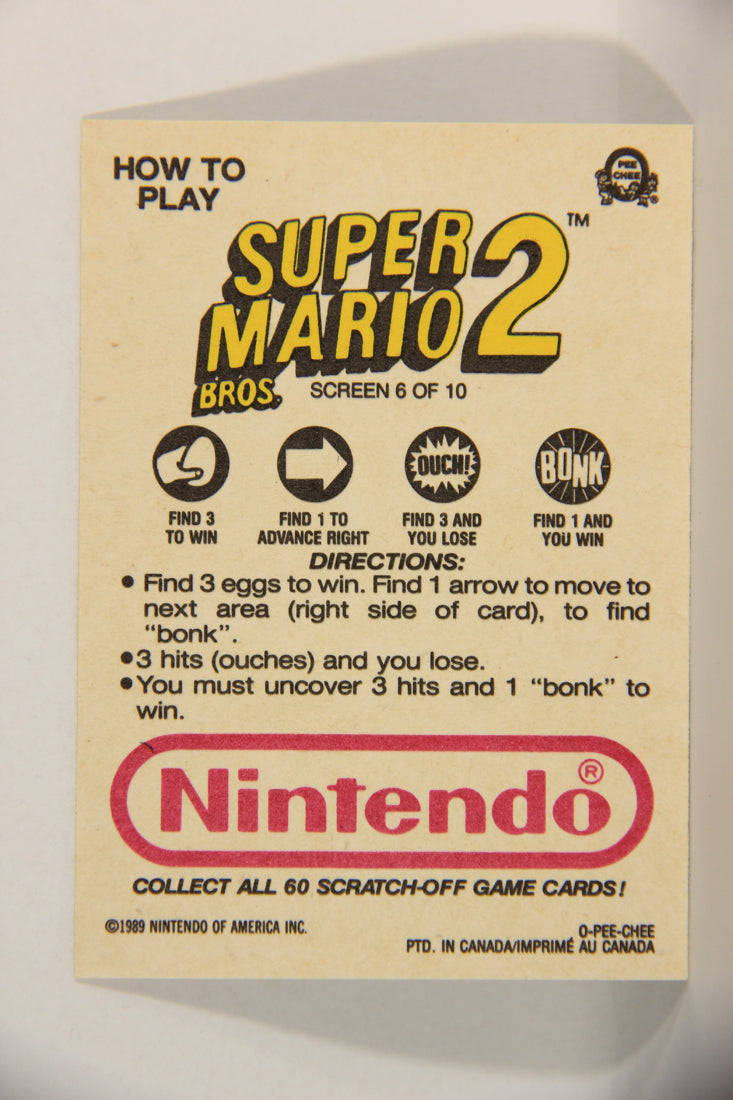 HOW TO
PLAY
PEE
CHEE
®
SUPER
MARIO
BROS.
2
™
SCREEN 6 OF 10
OUCH!
BONK
FIND 3
TO WIN
FIND 1 TO
ADVANCE RIGHT
FIND 3 AND
YOU LOSE
FIND 1 AND
YOU WIN
DIRECTIONS:
• Find 3 eggs to win. Find 1 arrow to move to
next area (right side of card), to find
“bonk”.
•3 hits (ouches) and you lose.
•You must uncover 3 hits and 1 “bonk” to
win.
Nintendo®
COLLECT ALL 60 SCRATCH-OFF GAME CARDS!
©1989 NINTENDO OF AMERICA INC.
O-PEE-CHEE
PTD. IN CANADA/IMPRIMÉ AU CANADA